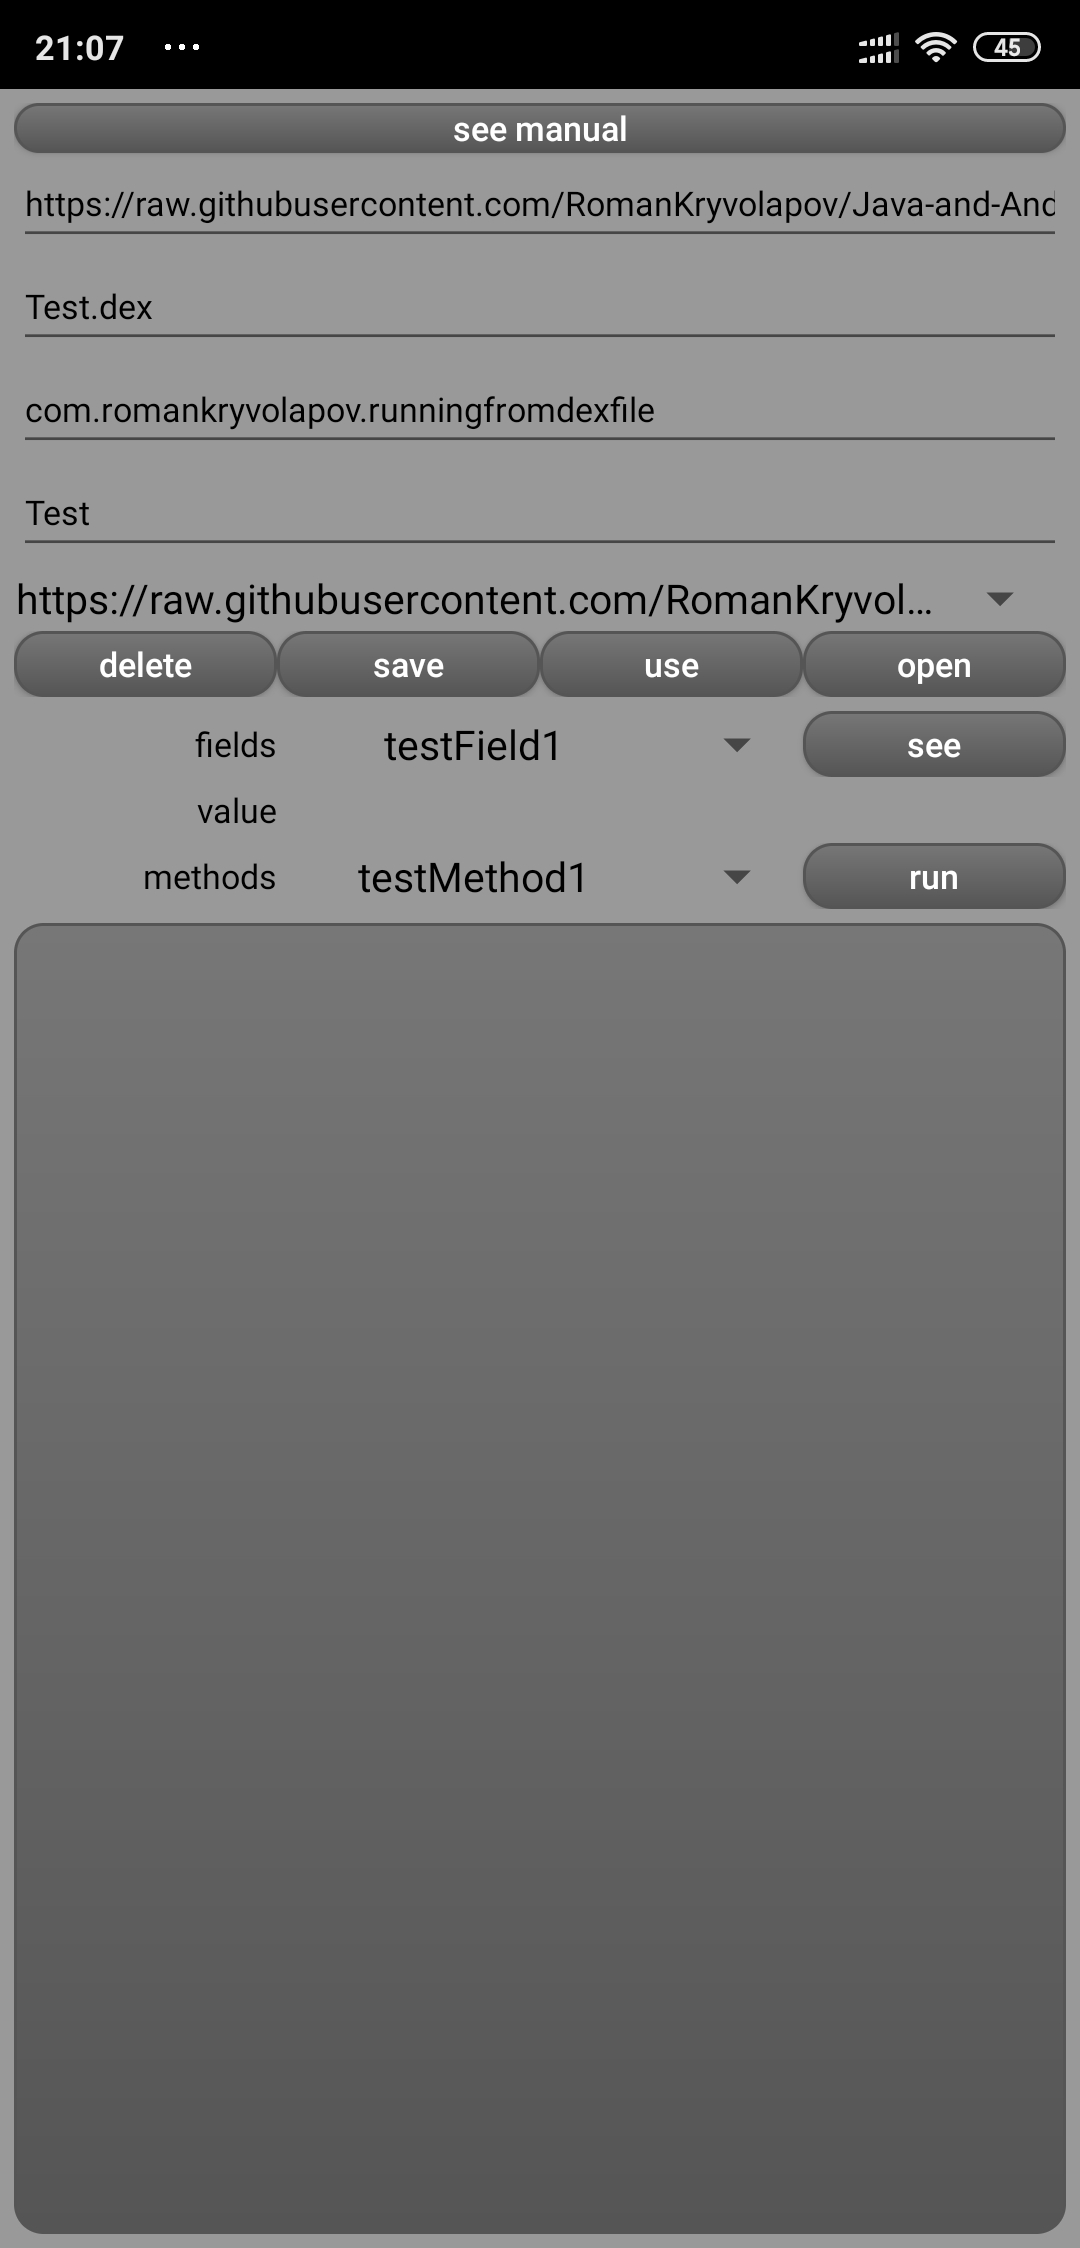 21:07 ... 45
see manual
https://raw.githubusercontent.com/RomanKryvolapov/Java-and-And
Test.dex
com.romankryvolapov.runningfromdexfile
Test
https://raw.githubusercontent.com/RomanKryvol...
delete save use open
fields testField1 see
value
methods testMethod1 run